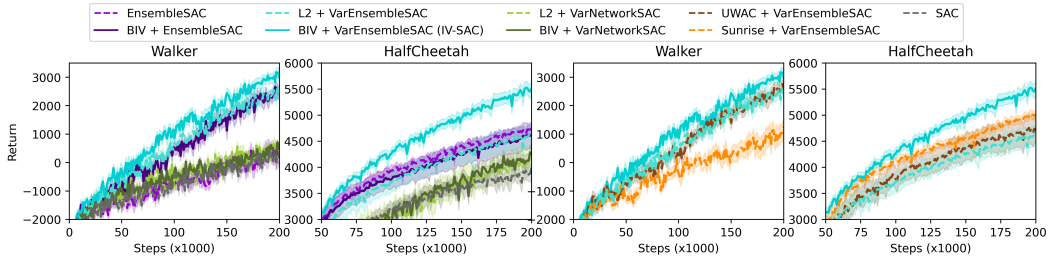 EnsembleSAC L2 + VarEnsembleSAC L2 + VarNetworkSAC UWAC + VarEnsembleSAC SAC
BIV + EnsembleSAC BIV + VarEnsembleSAC (IV-SAC) BIV + VarNetworkSAC Sunrise + VarEnsembleSAC
Walker HalfCheetah Walker HalfCheetah
Return
3000
2000
1000
0
−1000
−2000
0 50 100 150 200
Steps (x1000)
6000
5500
5000
4500
4000
3500
3000
50 75 100 125 150 175 200
Steps (x1000)
3000
2000
1000
0
−1000
−2000
0 50 100 150 200
Steps (x1000)
6000
5500
5000
4500
4000
3500
3000
50 75 100 125 150 175 200
Steps (x1000)